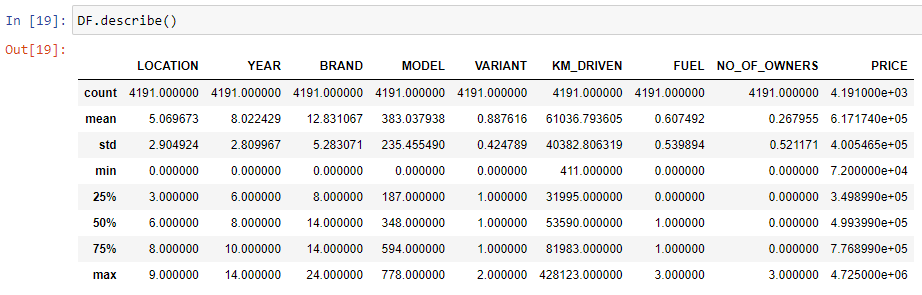 In [19]: DF.describe()
Out[19]:
LOCATION YEAR BRAND MODEL VARIANT KM_DRIVEN FUEL NO_OF_OWNERS PRICE
count 4191.000000 4191.000000 4191.000000 4191.000000 4191.000000 4191.000000 4191.000000 4191.000000 4.191000e+03
mean 5.069673 8.022429 12.831067 383.037938 0.887616 61036.793605 0.607492 0.267955 6.171740e+05
std 2.904924 2.809967 5.283071 235.455490 0.424789 40382.806319 0.539894 0.521171 4.005465e+05
min 0.000000 0.000000 0.000000 0.000000 0.000000 411.000000 0.000000 0.000000 7.200000e+04
25% 3.000000 6.000000 8.000000 187.000000 1.000000 31995.000000 0.000000 0.000000 3.498990e+05
50% 6.000000 8.000000 14.000000 348.000000 1.000000 53590.000000 1.000000 0.000000 4.993990e+05
75% 8.000000 10.000000 14.000000 594.000000 1.000000 81983.000000 1.000000 0.000000 7.768990e+05
max 9.000000 14.000000 24.000000 778.000000 2.000000 428123.000000 3.000000 3.000000 4.725000e+06